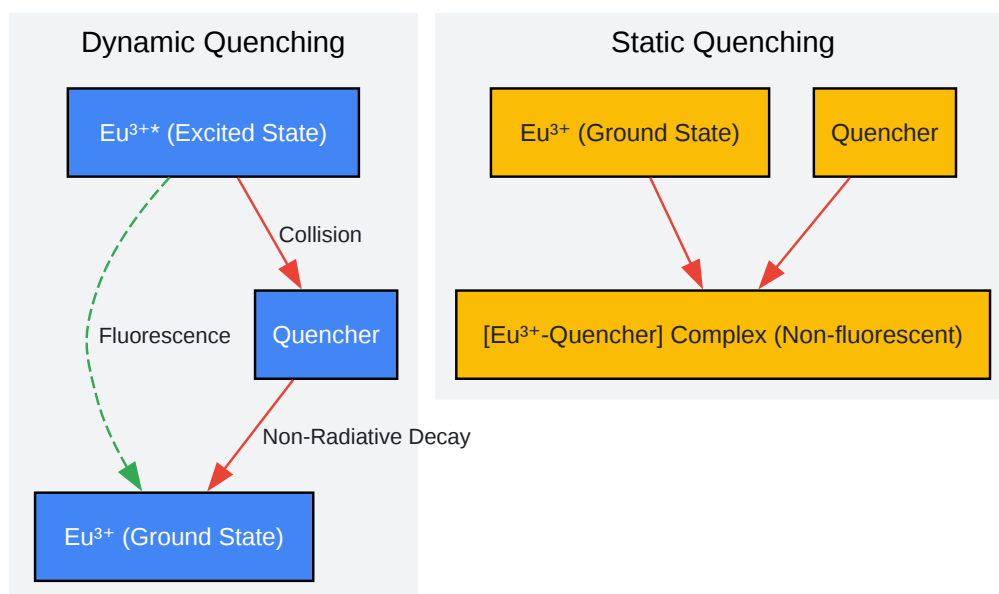 Dynamic Quenching
Eu³⁺* (Excited State)
Collision
Fluorescence
Quencher
Non-Radiative Decay
Eu³⁺ (Ground State)
Static Quenching
Eu³⁺ (Ground State)
Quencher
[Eu³⁺-Quencher] Complex (Non-fluorescent)